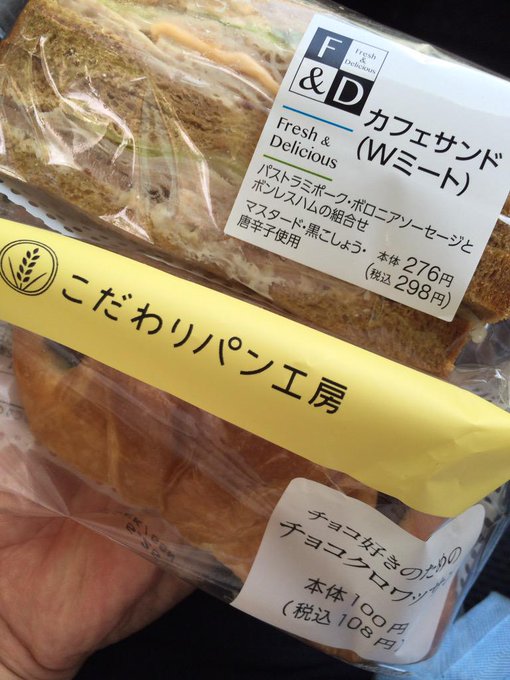 F Fresh & Delicious
&D
Fresh &
Delicious
カフェサンド
(Wミート)
パストラミポーク・ボロニアソーセージと
ボンレスハムの組合せ
マスタード・黒こしょう・
唐辛子使用
本体 276円
(税込 298円)
こだわりパン工房
チョコ好きのための
チョコクロワッサ
本体100円
(税込 108円)